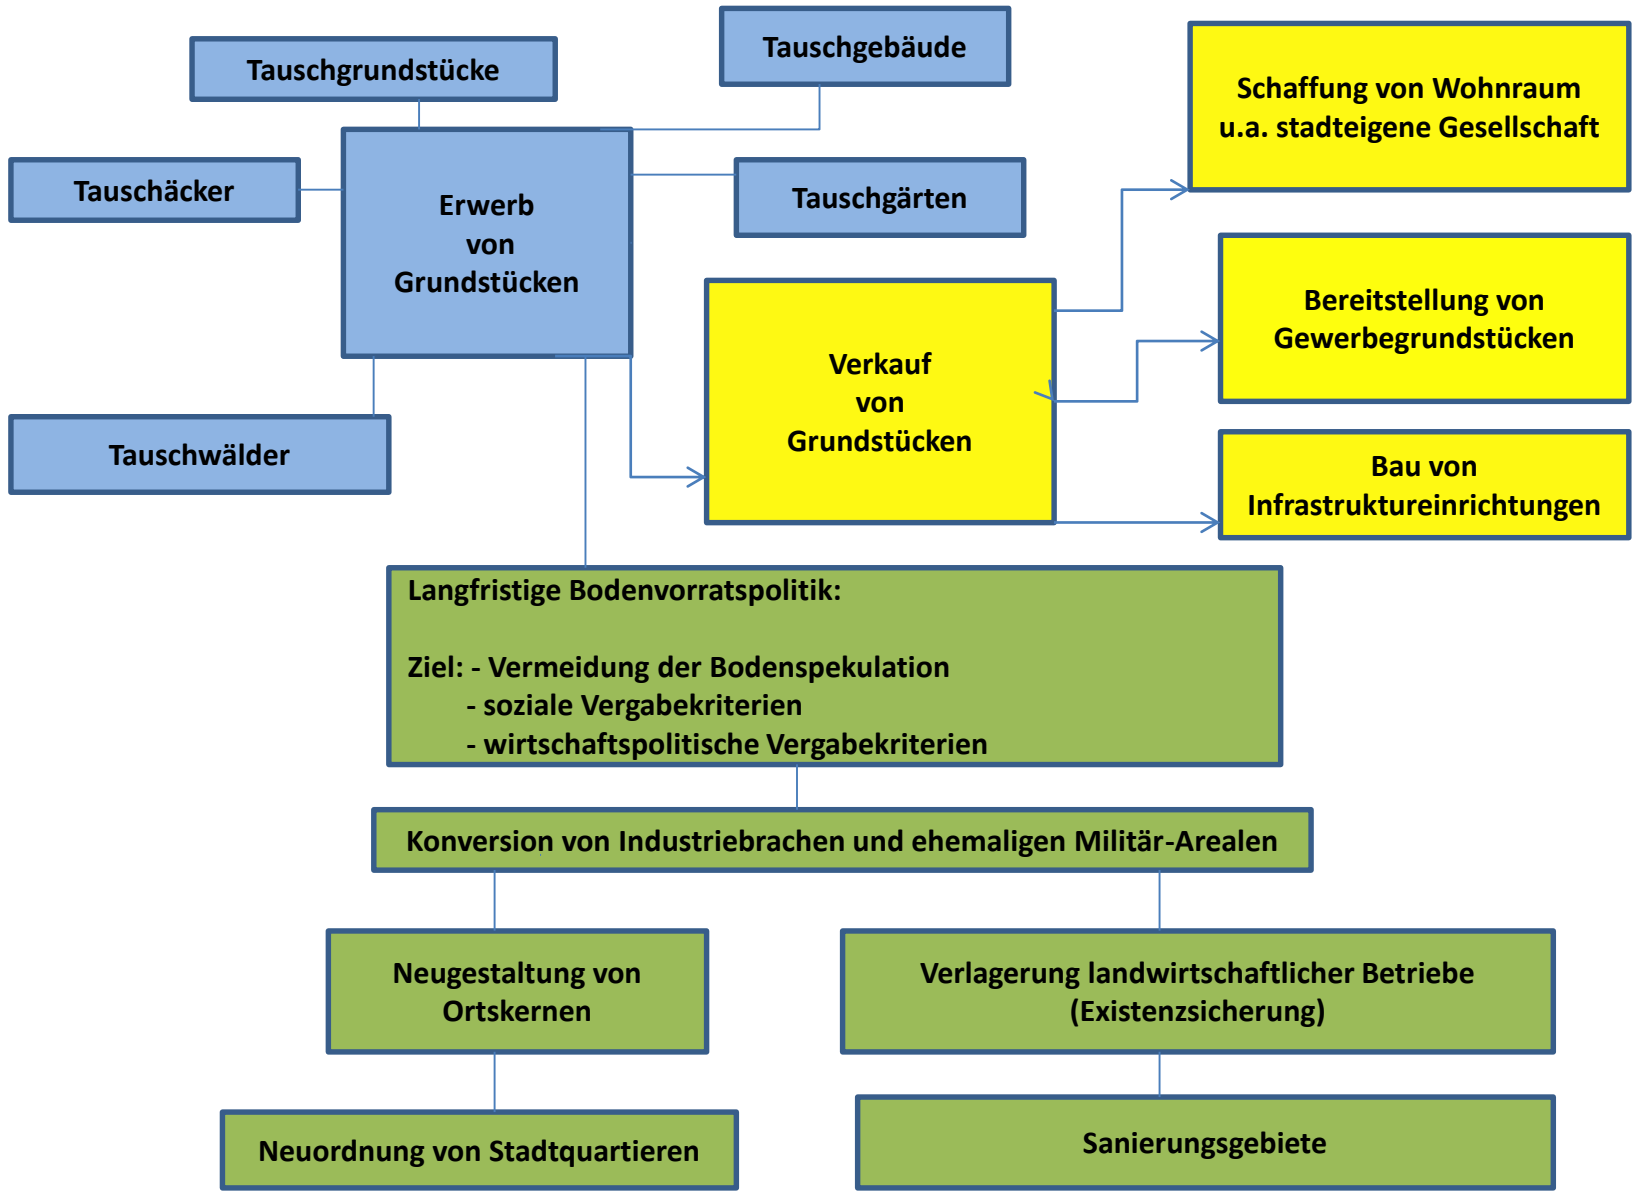 Tauschgebäude
Tauschgrundstücke
Schaffung von Wohnraum
u.a. stadteigene Gesellschaft
Tauschäcker
Erwerb
von
Grundstücken
Tauschgärten
Bereitstellung von
Gewerbegrundstücken
Verkauf
von
Grundstücken
Tauschwälder
Bau von
Infrastruktureinrichtungen
Langfristige Bodenvorratspolitik:
Ziel: - Vermeidung der Bodenspekulation
- soziale Vergabekriterien
- wirtschaftspolitische Vergabekriterien
Konversion von Industriebrachen und ehemaligen Militär-Arealen
Neugestaltung von
Ortskernen
Verlagerung landwirtschaftlicher Betriebe
(Existenzsicherung)
Neuordnung von Stadtquartieren
Sanierungsgebiete